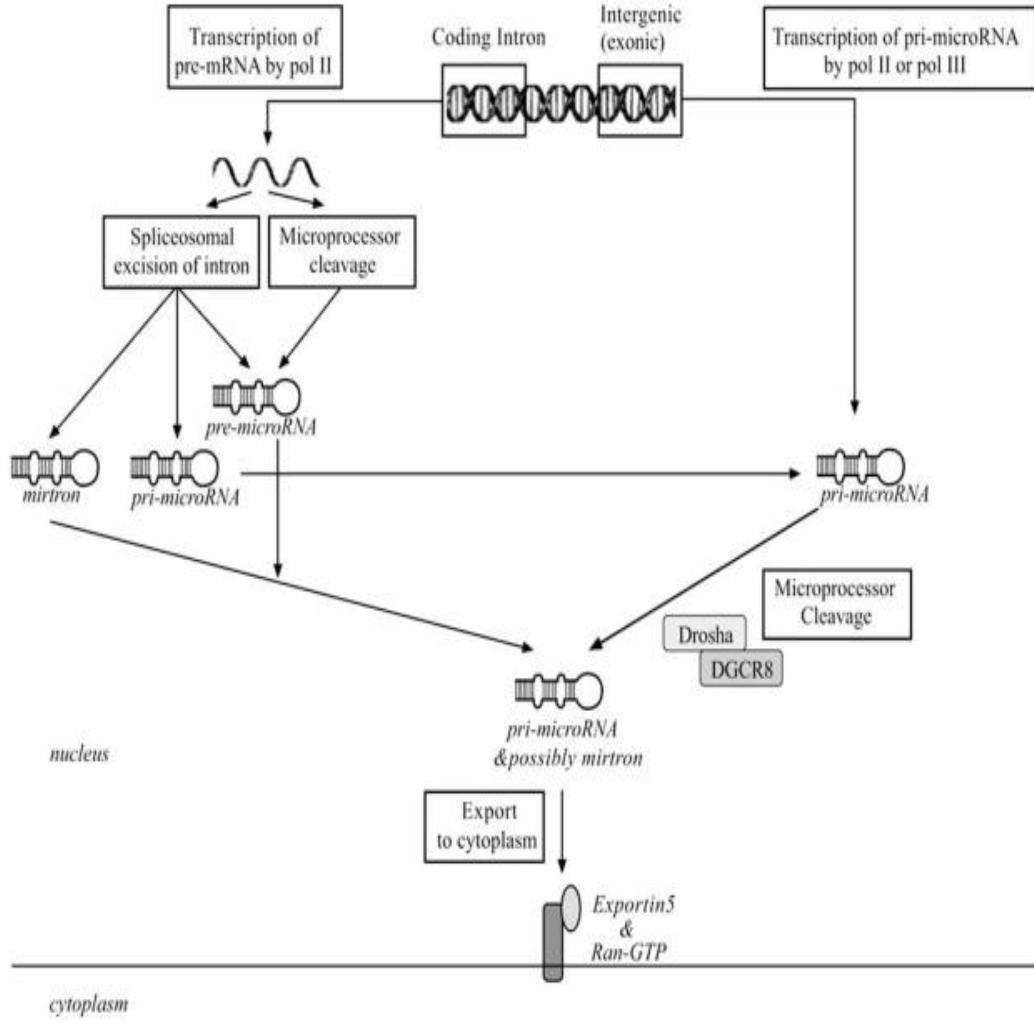 Transcription of
pre-mRNA by pol II
Coding Intron
Intergenic
(exonic)
Transcription of pri-microRNA
by pol II or pol III
Spliceosomal
excision of intron
Microprocessor
cleavage
pre-microRNA
mirtron
pri-microRNA
pri-microRNA
Microprocessor
Cleavage
Drosha
DGCR8
pri-microRNA
&possibly mirtron
nucleus
Export
to cytoplasm
Exportin5
&
Ran-GTP
cytoplasm